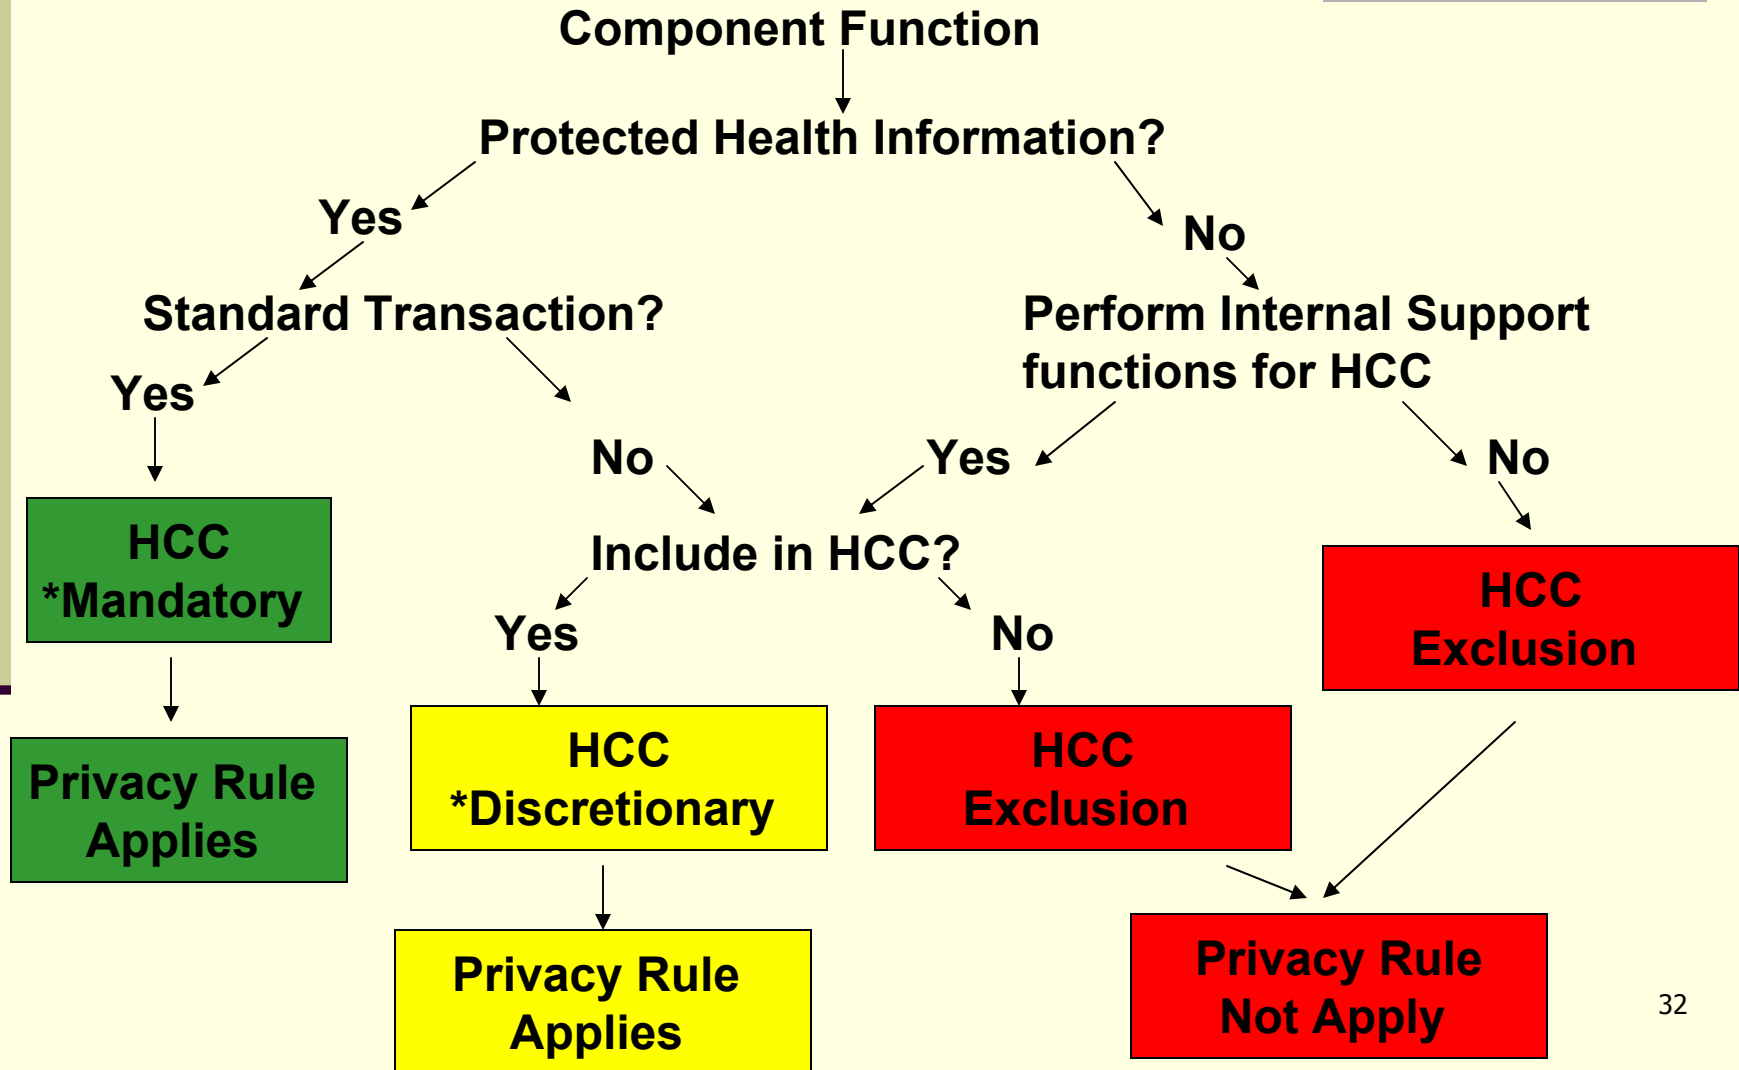 Component Function
Protected Health Information?
Yes
No
Standard Transaction?
Perform Internal Support
functions for HCC
Yes
No
Yes
No
HCC
*Mandatory
Include in HCC?
HCC
Exclusion
Yes
No
Privacy Rule
Applies
HCC
*Discretionary
HCC
Exclusion
Privacy Rule
Applies
Privacy Rule
Not Apply
32